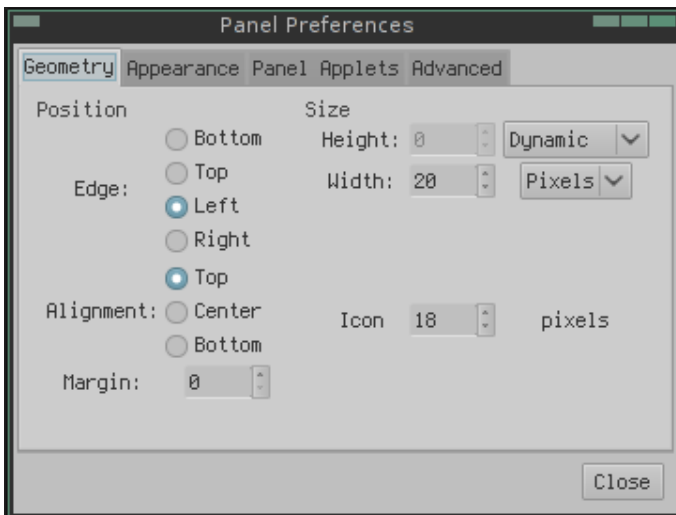 Panel Preferences
Geometry Appearance Panel Applets Advanced
Position
Edge:
Bottom
Top
Left
Right
Alignment:
Top
Center
Bottom
Margin: 0
Size
Height: 0 Dynamic
Width: 20 Pixels
Icon 18 pixels
Close